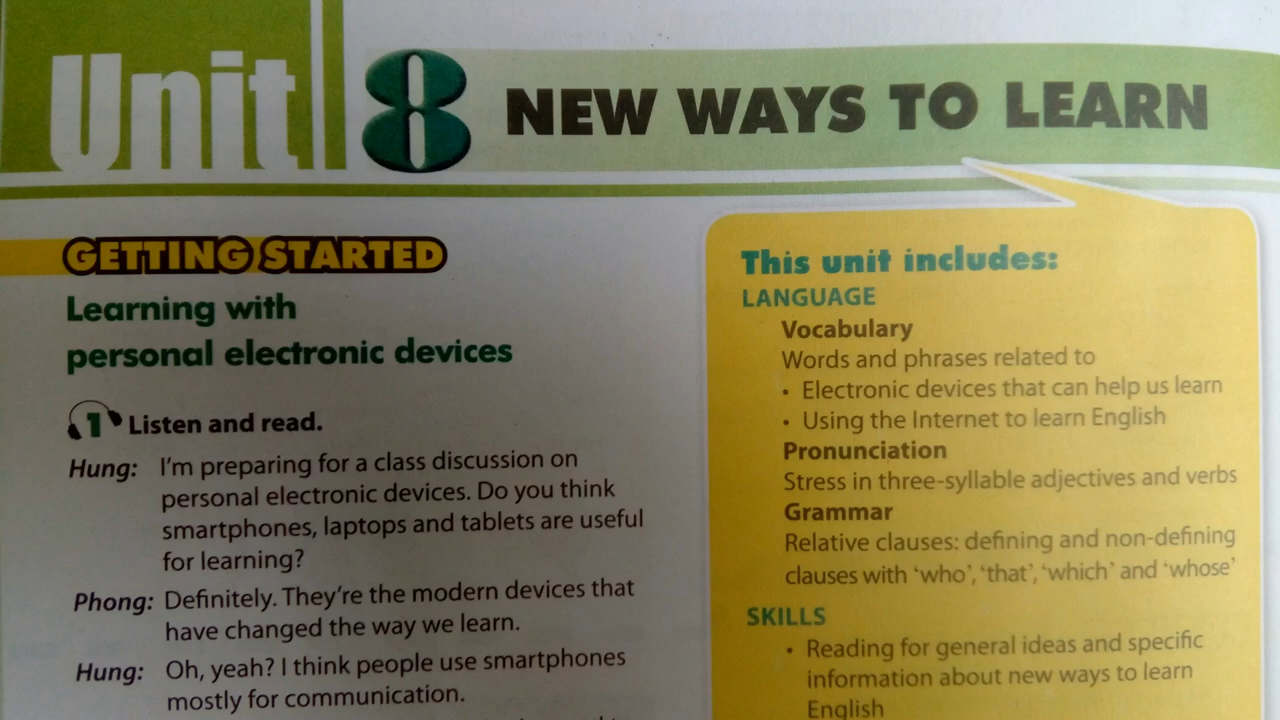 Unit 8 NEW WAYS TO LEARN
GETTING STARTED
Learning with
personal electronic devices
1 Listen and read.
Hung: I'm preparing for a class discussion on
personal electronic devices. Do you think
smartphones, laptops and tablets are useful
for learning?
Phong: Definitely. They're the modern devices that
have changed the way we learn.
Hung: Oh, yeah? I think people use smartphones
mostly for communication.
This unit includes:
LANGUAGE
Vocabulary
Words and phrases related to
• Electronic devices that can help us learn
• Using the Internet to learn English
Pronunciation
Stress in three-syllable adjectives and verbs
Grammar
Relative clauses: defining and non-defining
clauses with 'who', 'that', 'which' and 'whose'
SKILLS
• Reading for general ideas and specific
information about new ways to learn
English